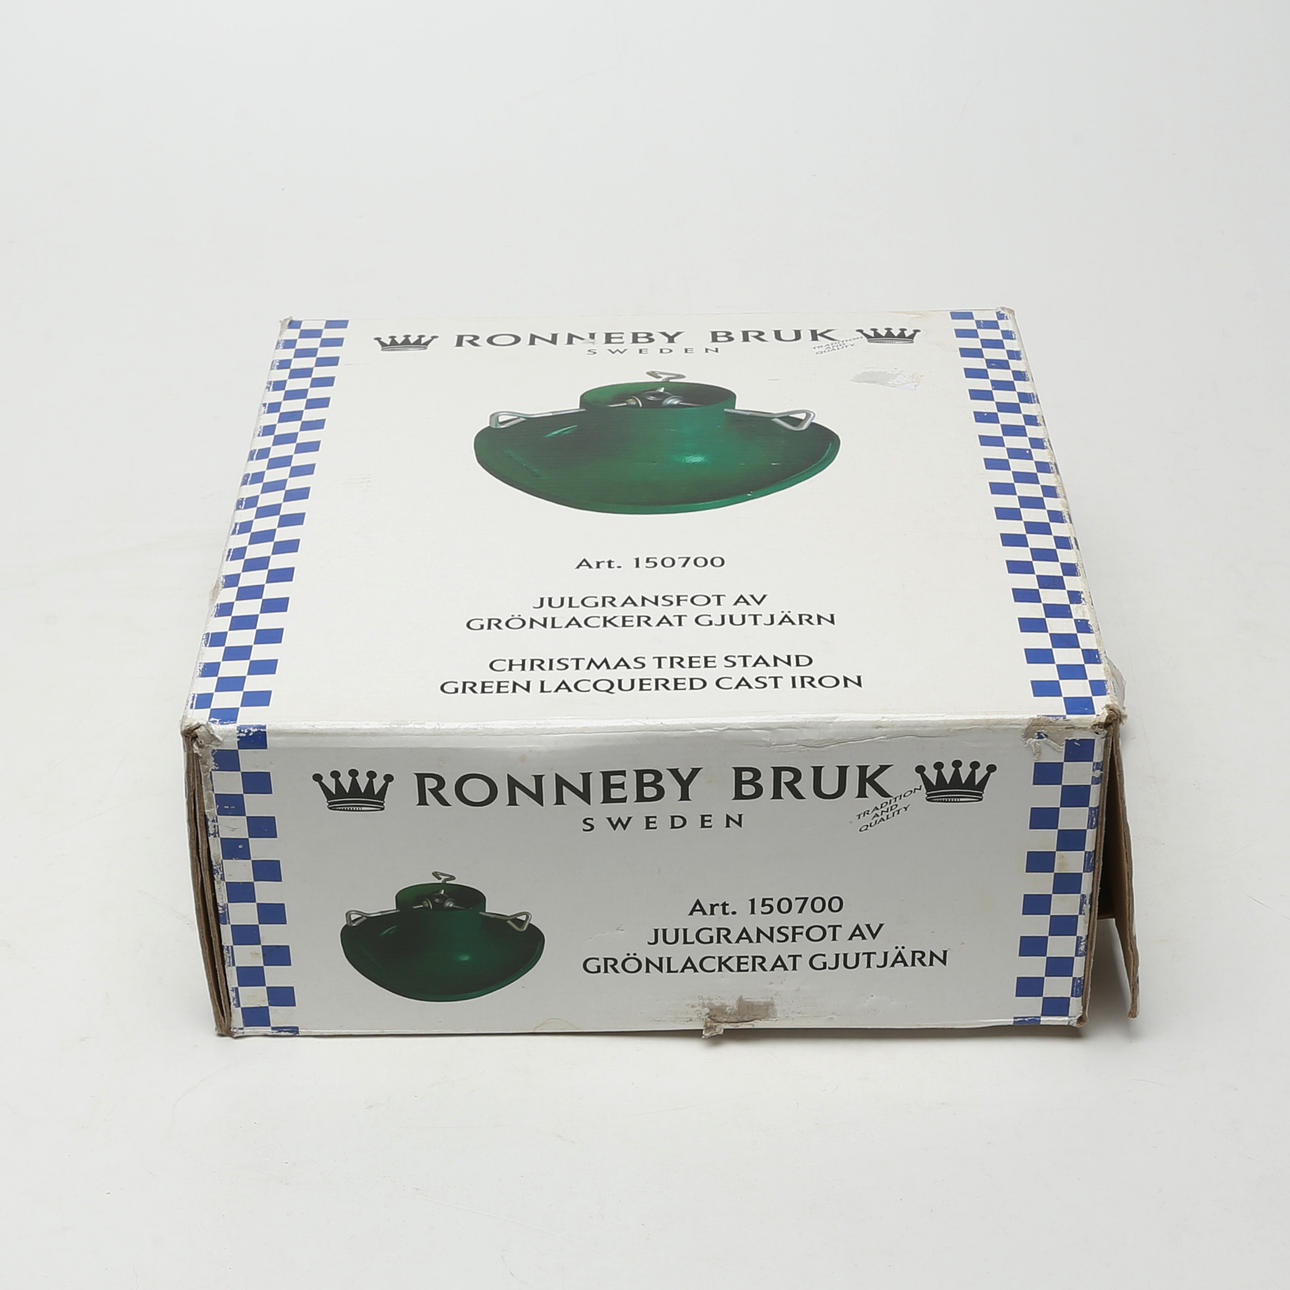 RONNEBY BRUK
SWEDEN
TRADITION
AND
QUALITY
Art. 150700
JULGRANSFOT AV
GRÖNLACKERAT GJUTJÄRN
CHRISTMAS TREE STAND
GREEN LACQUERED CAST IRON
RONNEBY BRUK
SWEDEN
TRADITION
AND
QUALITY
Art. 150700
JULGRANSFOT AV
GRÖNLACKERAT GJUTJÄRN